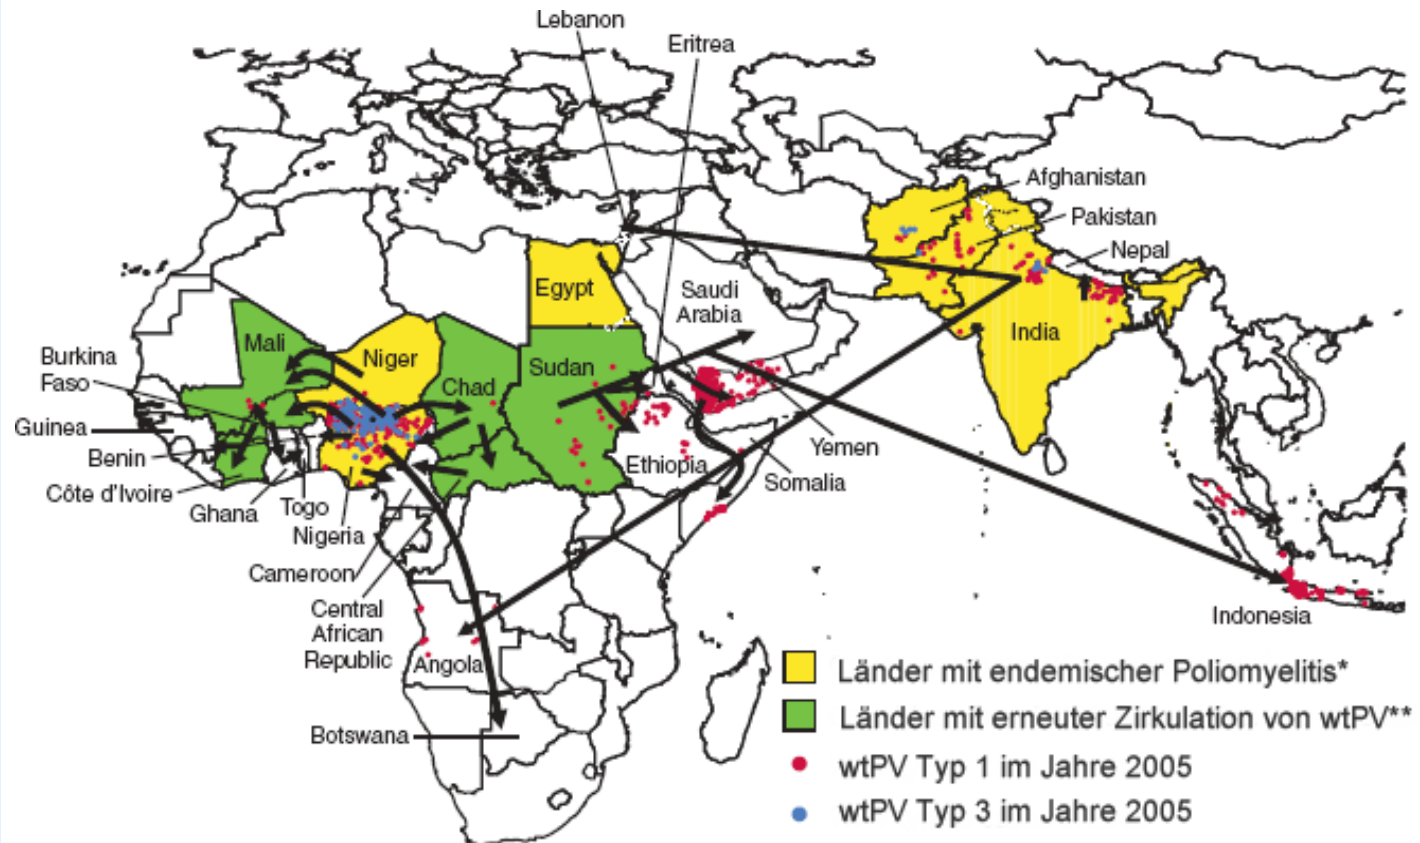 Lebanon
Eritrea
Afghanistan
Pakistan
Nepal
Egypt
Saudi
Arabia
India
Mali
Niger
Burkina
Faso
Chad
Sudan
Guinea
Benin
Yemen
Ethiopia
Somalia
Côte d'Ivoire
Ghana
Togo
Nigeria
Cameroon
Central
African
Republic
Angola
Indonesia
Botswana
Länder mit endemischer Poliomyelitis*
Länder mit erneuter Zirkulation von wtPV**
wtPV Typ 1 im Jahre 2005
wtPV Typ 3 im Jahre 2005